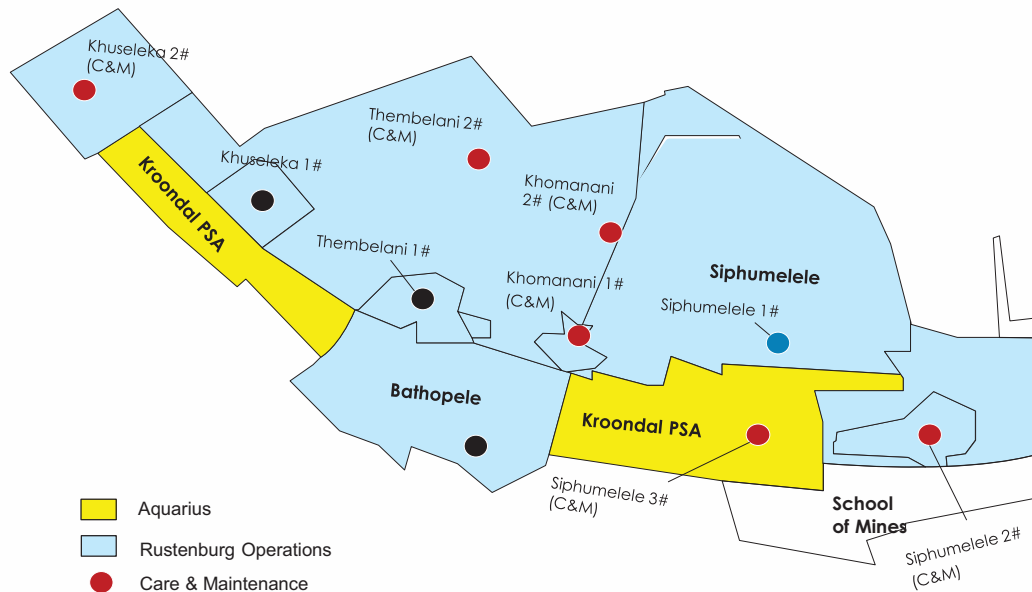 Khuseleka 2#
(C&M)
Thembelani 2#
(C&M)
Khuseleka 1#
Kroondal PSA
Khomanani
2# (C&M)
Thembelani 1#
Khomanani 1#
(C&M)
Siphumelele
Siphumelele 1#
Bathopele
Kroondal PSA
Siphumelele 3#
(C&M)
School
of Mines
Siphumelele 2#
(C&M)
Aquarius
Rustenburg Operations
Care & Maintenance